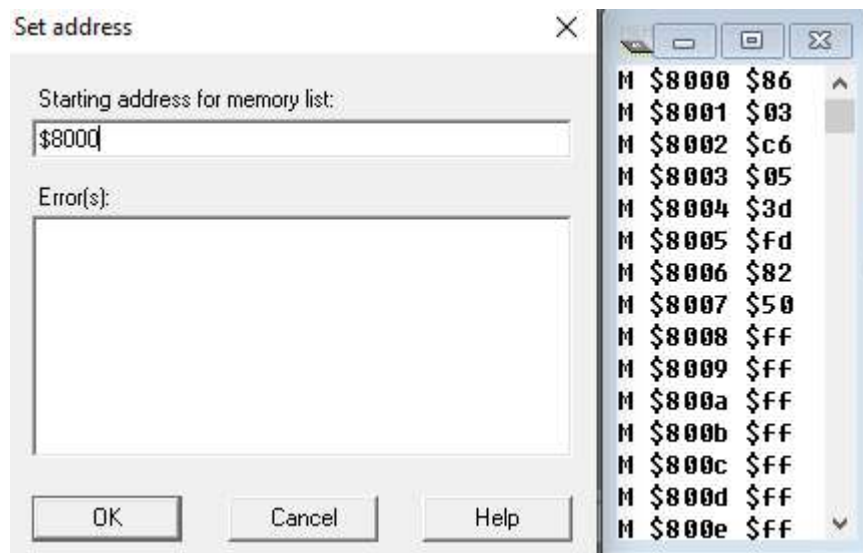 Set address
Starting address for memory list:
$8000
Error(s):
OK Cancel Help
M $8000 $86
M $8001 $03
M $8002 $c6
M $8003 $05
M $8004 $3d
M $8005 $fd
M $8006 $82
M $8007 $50
M $8008 $ff
M $8009 $ff
M $800a $ff
M $800b $ff
M $800c $ff
M $800d $ff
M $800e $ff